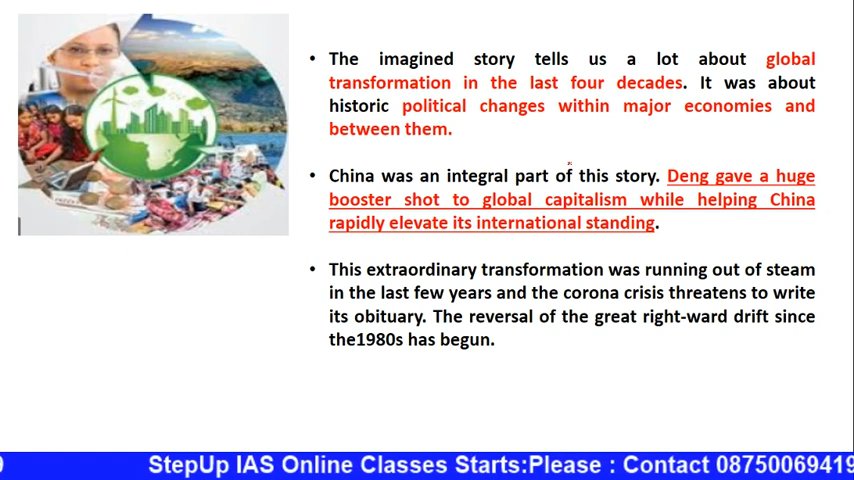 • The imagined story tells us a lot about global
transformation in the last four decades. It was about
historic political changes within major economies and
between them.
• China was an integral part of this story. Deng gave a huge
booster shot to global capitalism while helping China
rapidly elevate its international standing.
• This extraordinary transformation was running out of steam
in the last few years and the corona crisis threatens to write
its obituary. The reversal of the great right-ward drift since
the1980s has begun.
9 StepUp IAS Online Classes Starts:Please : Contact 08750069419